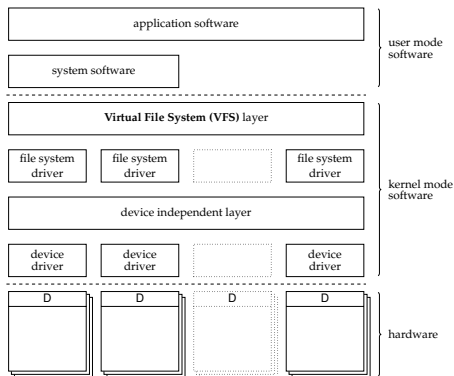 application software
user mode
software
system software
Virtual File System (VFS) layer
file system
driver
file system
driver
file system
driver
kernel mode
software
device independent layer
device
driver
device
driver
device
driver
D
D
D
D
hardware